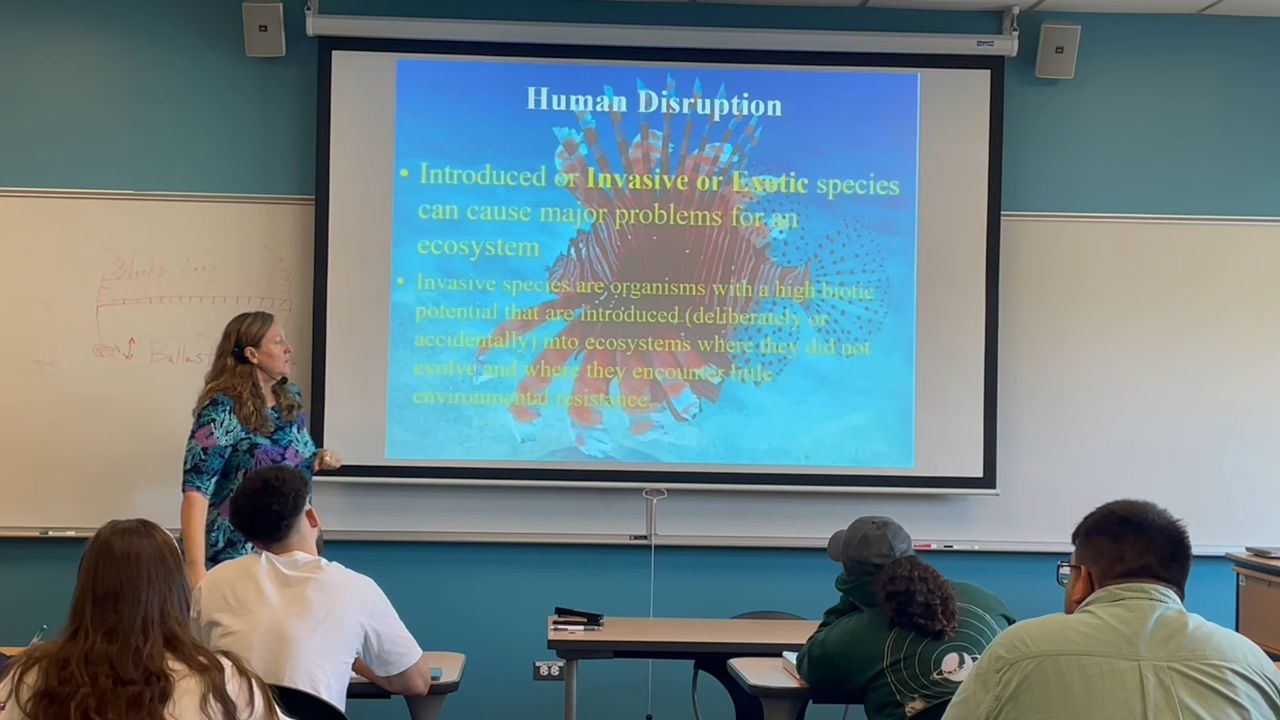 Human Disruption
• Introduced or Invasive or Exotic species
can cause major problems for an
ecosystem
• Invasive species are organisms with a high biotic
potential that are introduced (deliberately or
accidentally) into ecosystems where they did not
evolve and where they encounter little
environmental resistance.